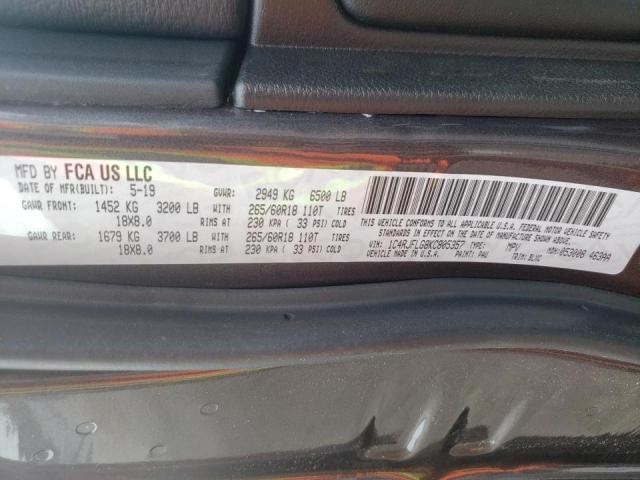 MFD BY FCA US LLC
DATE OF MFR(BUILT): 5-19 GVWR: 2949 KG 6500 LB
GAWR FRONT: 1452 KG 3200 LB WITH 265/60R18 110T TIRES
18X8.0 RIMS AT 230 KPA ( 33 PSI) COLD
GAWR REAR: 1679 KG 3700 LB WITH 265/60R18 110T TIRES
18X8.0 RIMS AT 230 KPA ( 33 PSI) COLD
THIS VEHICLE CONFORMS TO ALL APPLICABLE U.S.A. FEDERAL MOTOR VEHICLE SAFETY
STANDARDS IN EFFECT ON THE DATE OF MANUFACTURE SHOWN ABOVE.
VIN: 1C4RJFLG8KC805357 TYPE: MPV MDH: 053008 463AA
VEHICLE MADE IN U.S.A. PAINT: PAU TRIM: